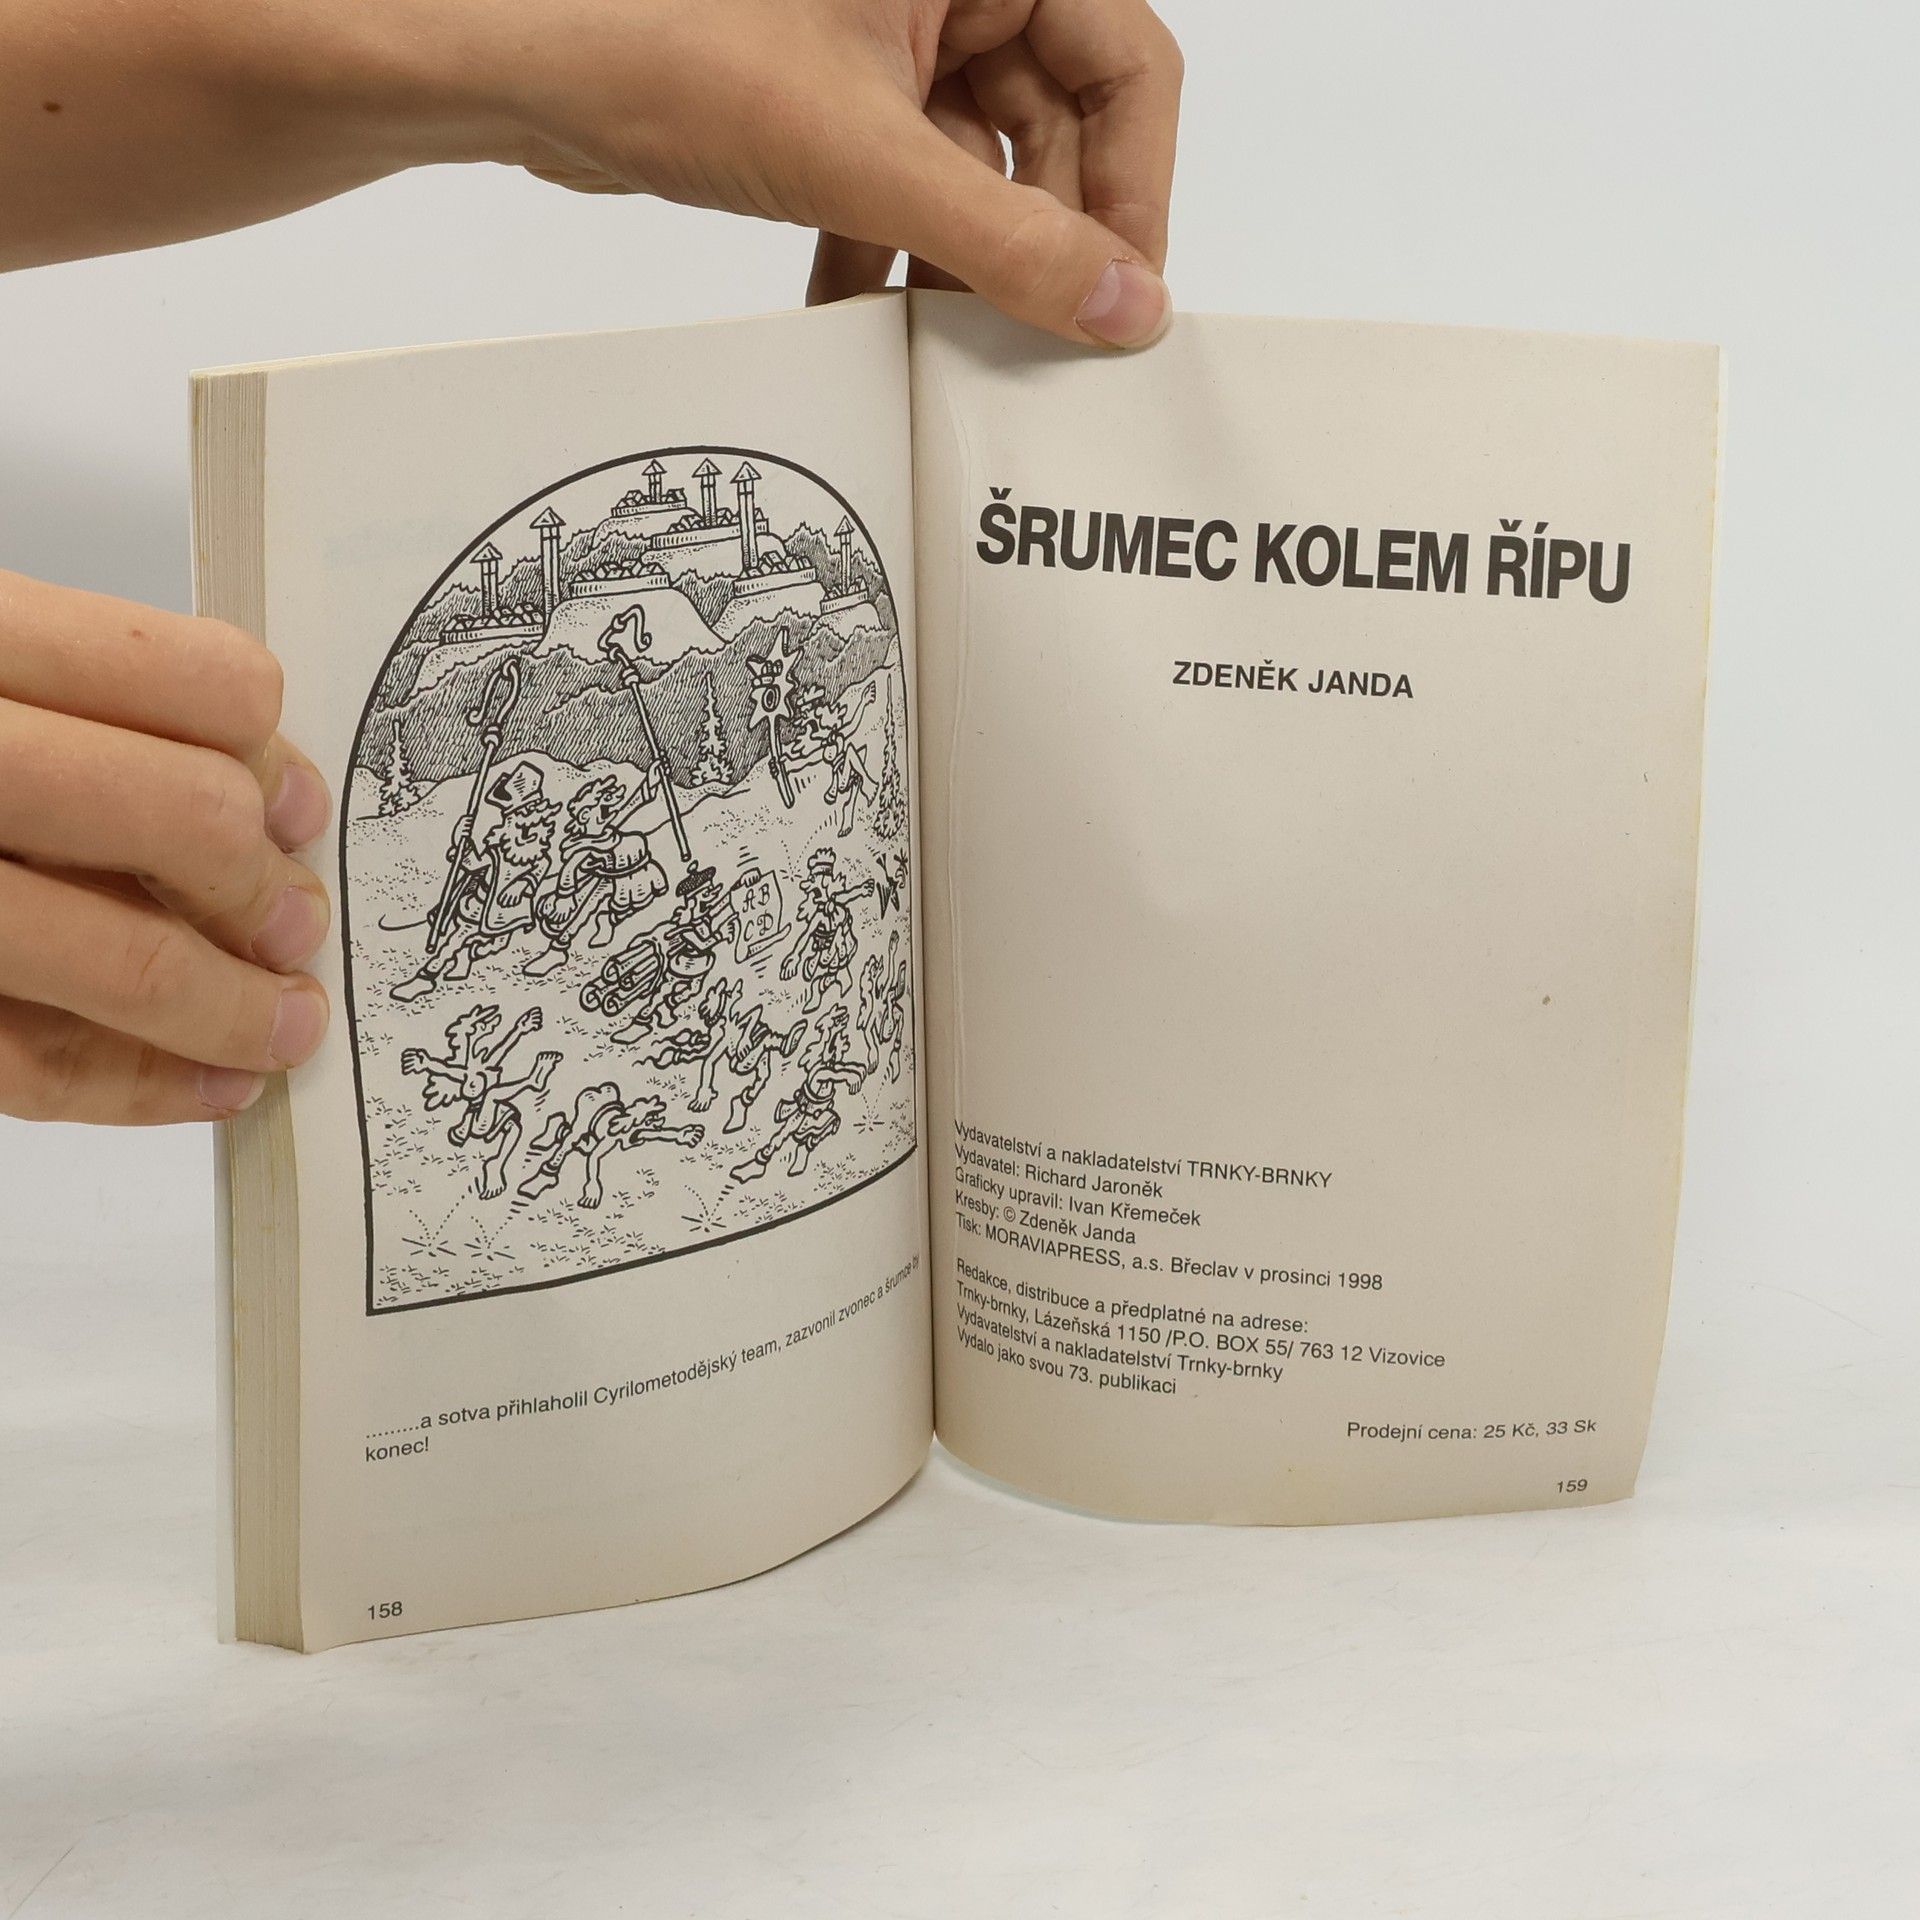 A B
C D
.........a sotva přihlaholil Cyrilometodějský team, zazvonil zvonec a šrumce
konec!
158
ŠRUMEC KOLEM ŘÍPU
ZDENĚK JANDA
Vydavatelství a nakladatelství TRNKY-BRNKY
Vydavatel: Richard Jaroněk
Graficky upravil: Ivan Křemeček
Kresby: © Zdeněk Janda
Tisk: MORAVIAPRESS, a.s. Břeclav v prosinci 1998
Redakce, distribuce a předplatné na adrese:
Trnky-brnky, Lázeňská 1150 /P.O. BOX 55/ 763 12 Vizovice
Vydavatelství a nakladatelství Trnky-brnky
Vydalo jako svou 73. publikaci
Prodejní cena: 25 Kč, 33 Sk
159